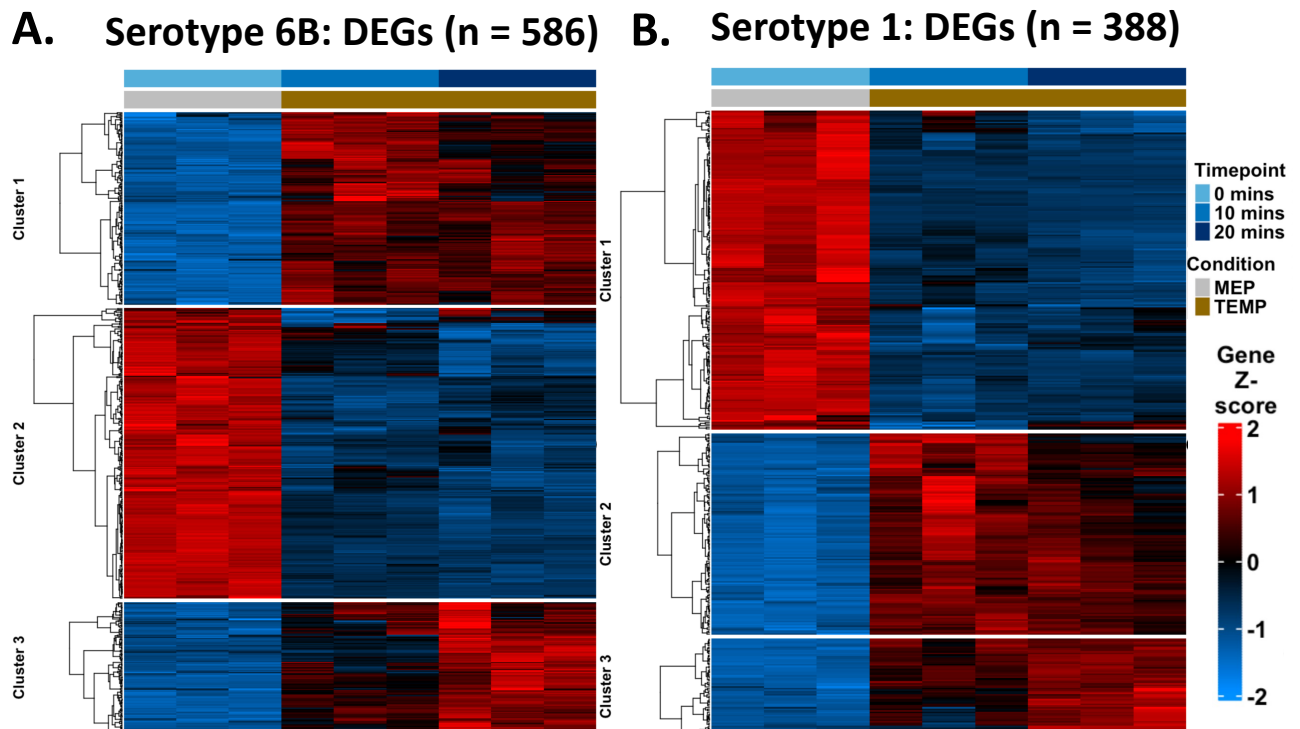 A. Serotype 6B: DEGs (n = 586)
B. Serotype 1: DEGs (n = 388)
Cluster 1
Cluster 2
Cluster 3
Cluster 1
Cluster 2
Cluster 3
Timepoint
0 mins
10 mins
20 mins
Condition
MEP
TEMP
Gene
Z-
score
2
1
0
-1
-2